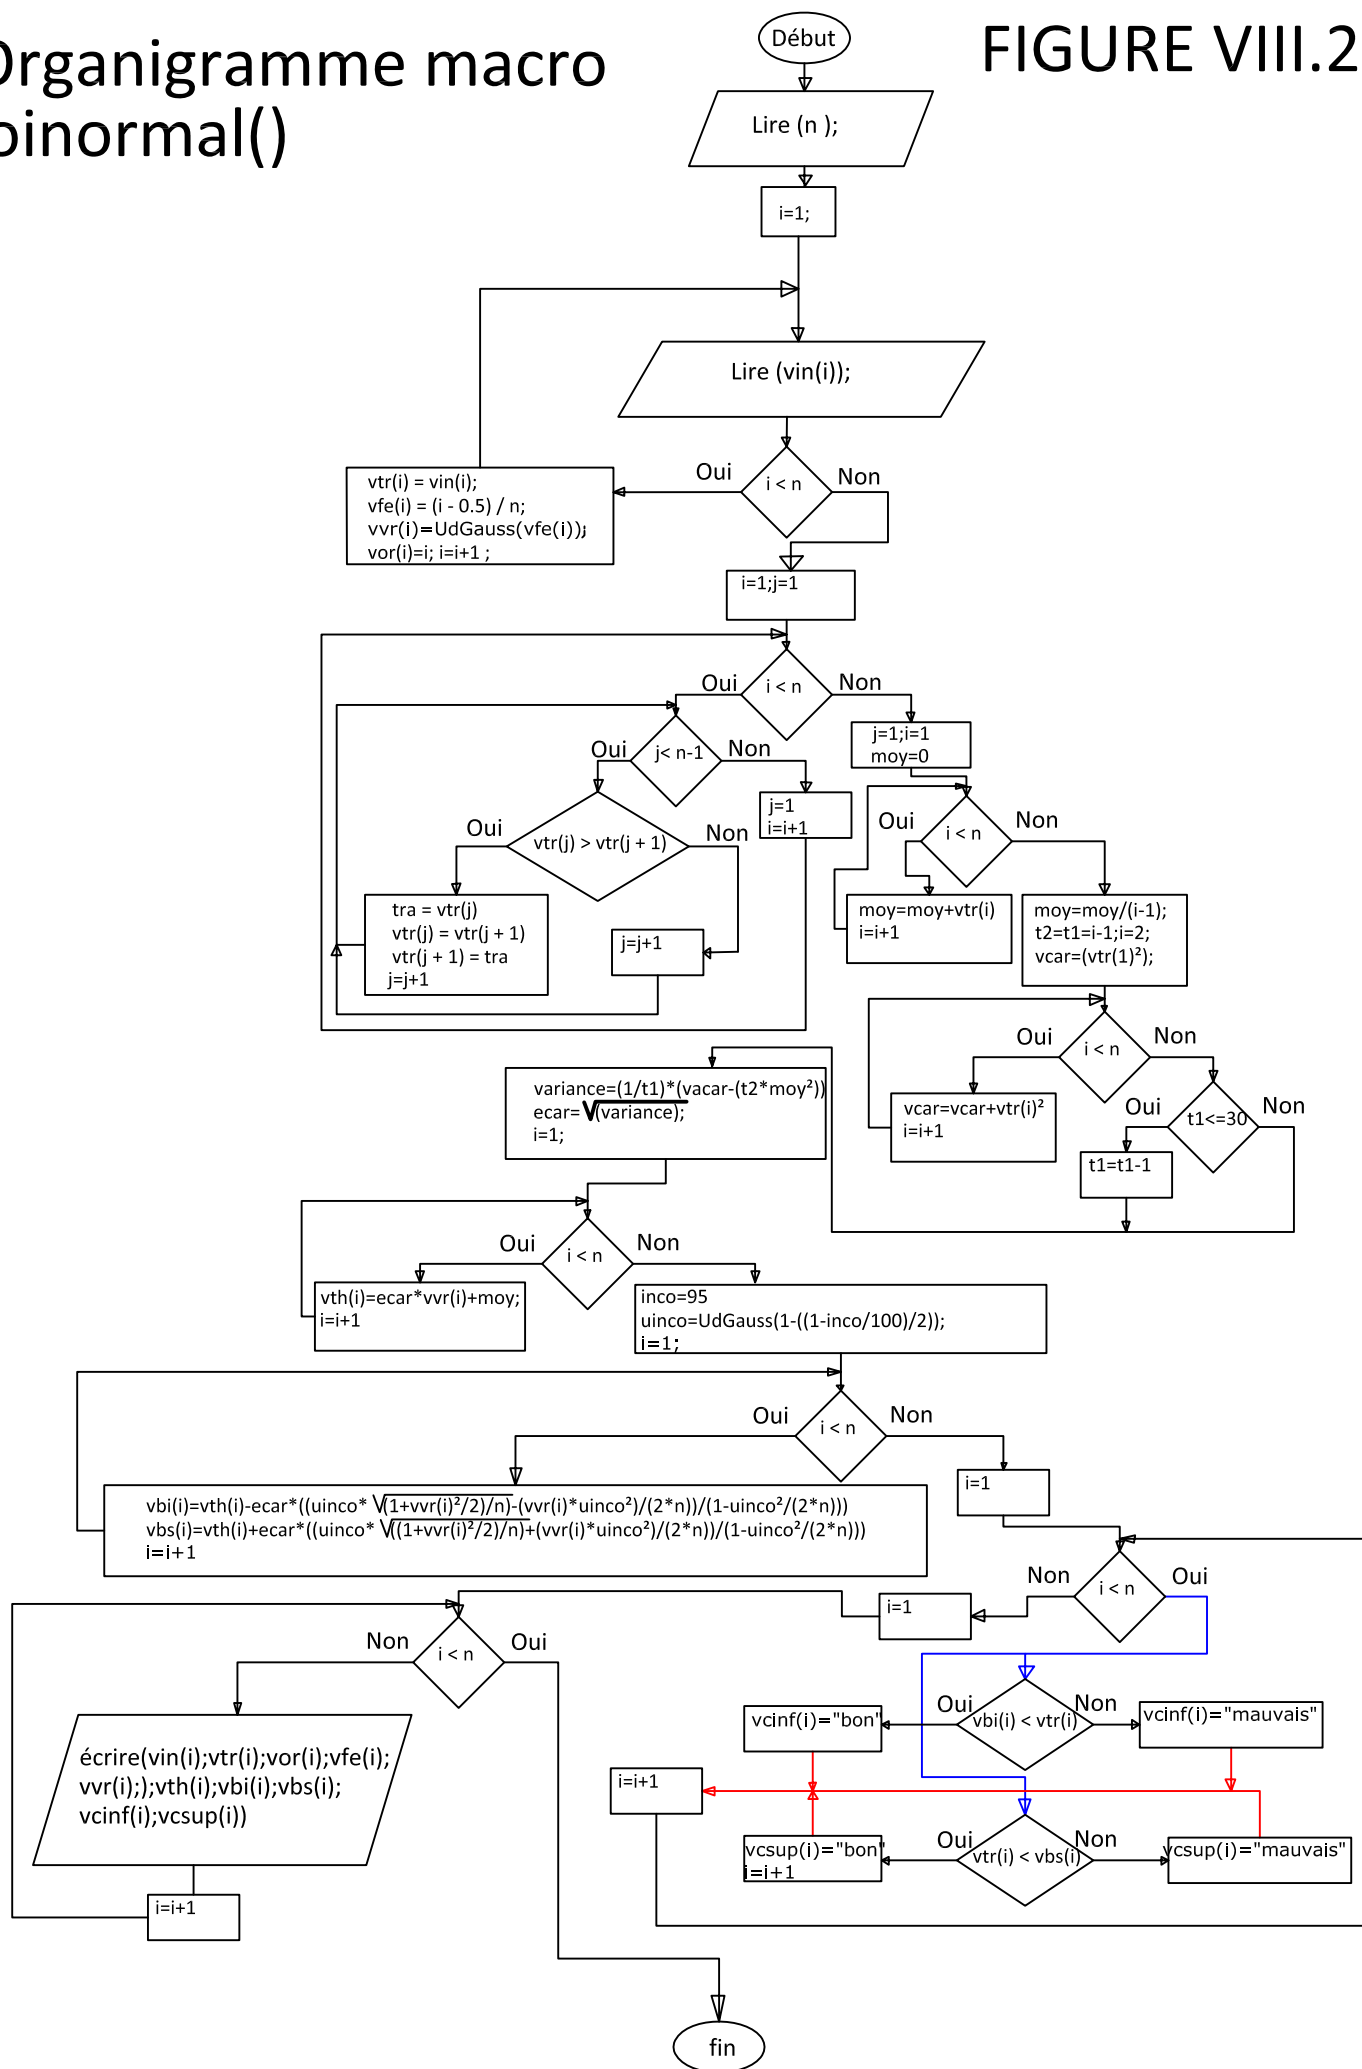 Organigramme macro
oinormal()
FIGURE VIII.2
Début
Lire (n );
i=1;
Lire (vin(i));
Oui
i < n
Non
vtr(i) = vin(i);
vfe(i) = (i - 0.5) / n;
vvr(i)=UdGauss(vfe(i));
vor(i)=i; i=i+1 ;
i=1;j=1
Oui
i < n
Non
Oui
j< n-1
Non
j=1;i=1
moy=0
j=1
i=i+1
Oui
vtr(j) > vtr(j + 1)
Non
Oui
i < n
Non
tra = vtr(j)
vtr(j) = vtr(j + 1)
vtr(j + 1) = tra
j=j+1
j=j+1
moy=moy+vtr(i)
i=i+1
moy=moy/(i-1);
t2=t1=i-1;i=2;
vcar=(vtr(1)²);
Oui
i < n
Non
vcar=vcar+vtr(i)²
i=i+1
Oui
t1<=30
Non
t1=t1-1
variance=(1/t1)*(vacar-(t2*moy²))
ecar=√(variance);
i=1;
Oui
i < n
Non
vth(i)=ecar*vvr(i)+moy;
i=i+1
inco=95
uinco=UdGauss(1-((1-inco/100)/2));
i=1;
Oui
i < n
Non
i=1
vbi(i)=vth(i)-ecar*((uinco* √(1+vvr(i)²/2)/n)-(vvr(i)*uinco²)/(2*n))/(1-uinco²/(2*n)))
vbs(i)=vth(i)+ecar*((uinco* √((1+vvr(i)²/2)/n)+(vvr(i)*uinco²)/(2*n))/(1-uinco²/(2*n)))
i=i+1
Non
i < n
Oui
i=1
Non
i < n
Oui
vcinf(i)="bon"
Oui
vbi(i) < vtr(i)
Non
vcinf(i)="mauvais"
écrire(vin(i);vtr(i);vor(i);vfe(i);
vvr(i);;vth(i);vbi(i);vbs(i);
vcinf(i);vcsup(i))
i=i+1
vcsup(i)="bon"
i=i+1
Oui
vtr(i) < vbs(i)
Non
vcsup(i)="mauvais"
i=i+1
fin